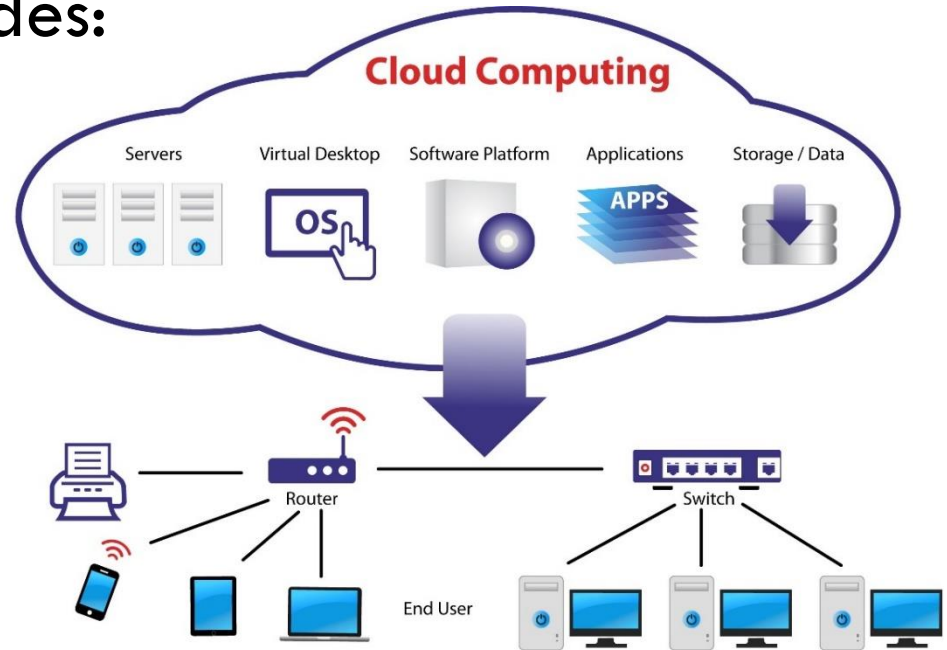 des:
Cloud Computing
Servers Virtual Desktop Software Platform Applications Storage / Data
OS
APPS
Router
Switch
End User